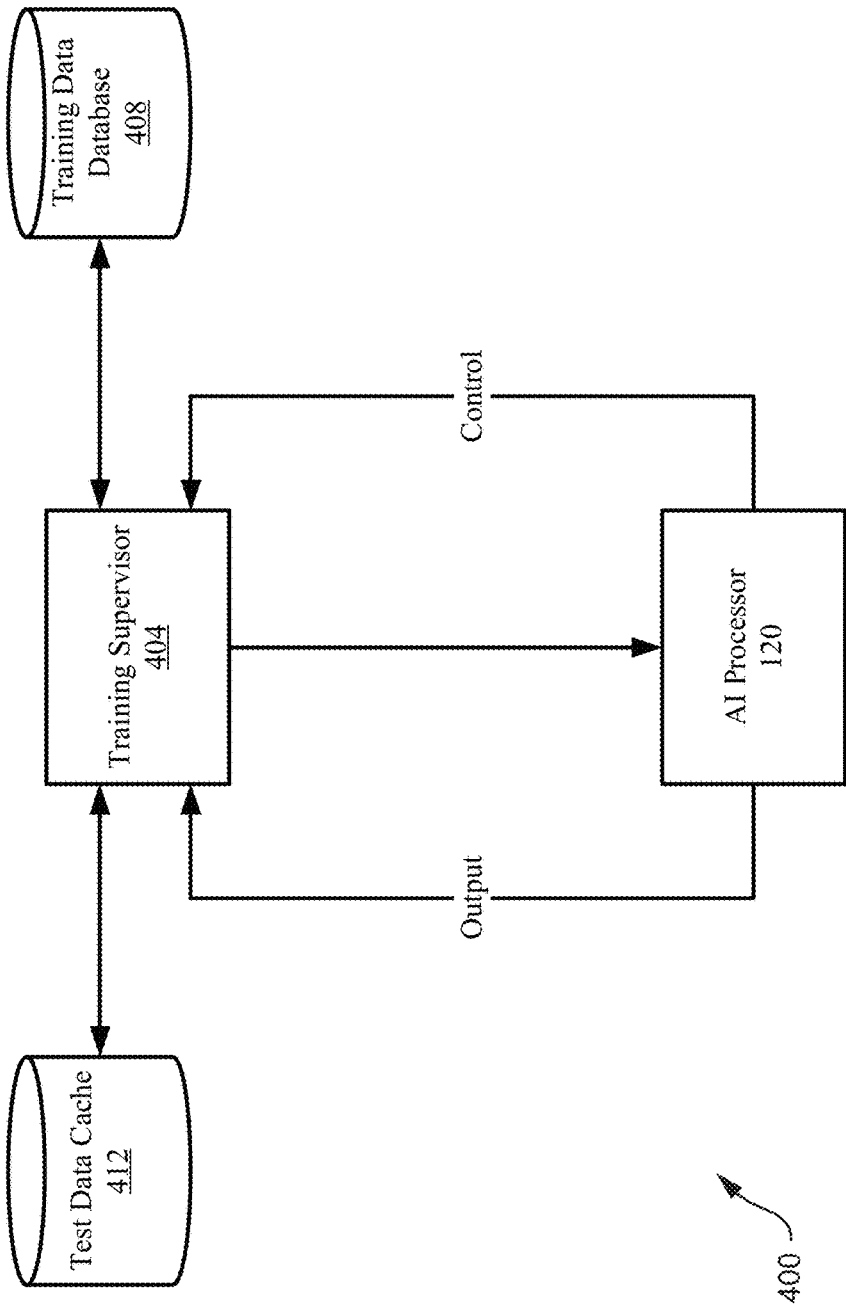 Test Data Cache
412
Training Supervisor
404
Training Data
Database
408
Output
Control
AI Processor
120
400